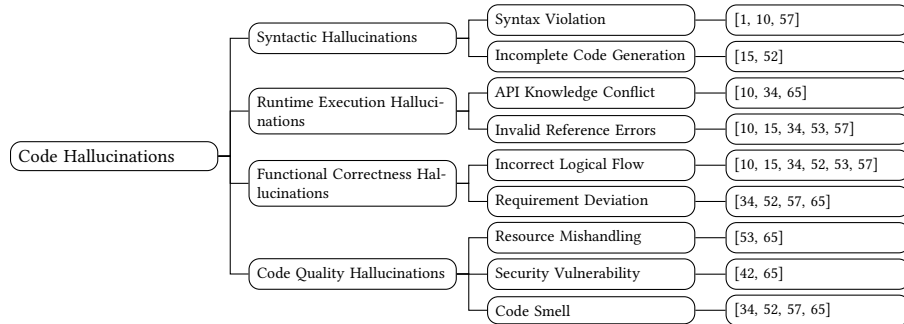 Code Hallucinations
Syntactic Hallucinations
Syntax Violation
[1, 10, 57]
Incomplete Code Generation
[15, 52]
Runtime Execution Halluci-
nations
API Knowledge Conflict
[10, 34, 65]
Invalid Reference Errors
[10, 15, 34, 53, 57]
Functional Correctness Hal-
lucinations
Incorrect Logical Flow
[10, 15, 34, 52, 53, 57]
Requirement Deviation
[34, 52, 57, 65]
Code Quality Hallucinations
Resource Mishandling
[53, 65]
Security Vulnerability
[42, 65]
Code Smell
[34, 52, 57, 65]